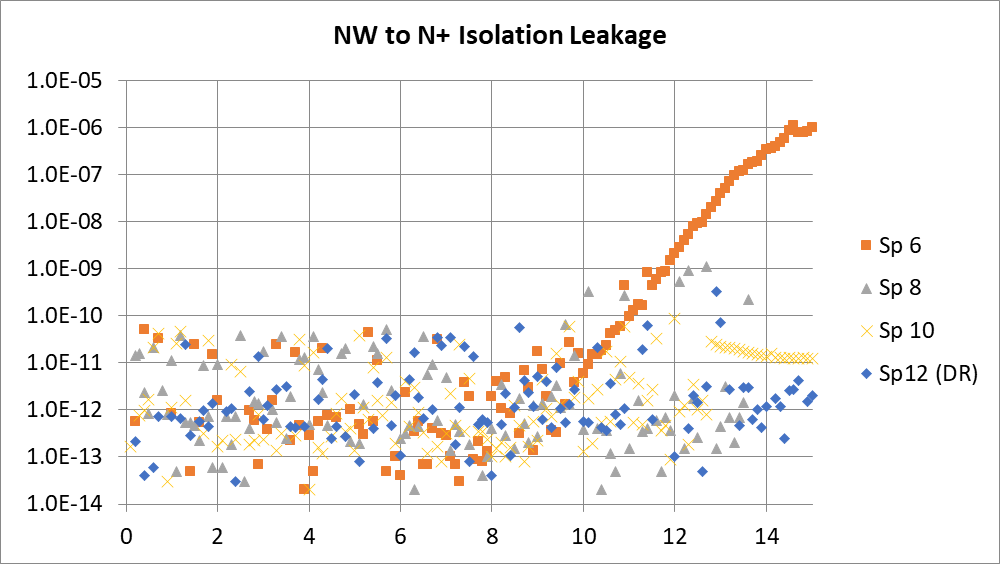 NW to N+ Isolation Leakage
1.0E-05
1.0E-06
1.0E-07
1.0E-08
1.0E-09
1.0E-10
1.0E-11
1.0E-12
1.0E-13
1.0E-14
0 2 4 6 8 10 12 14
Sp 6
Sp 8
Sp 10
Sp12 (DR)